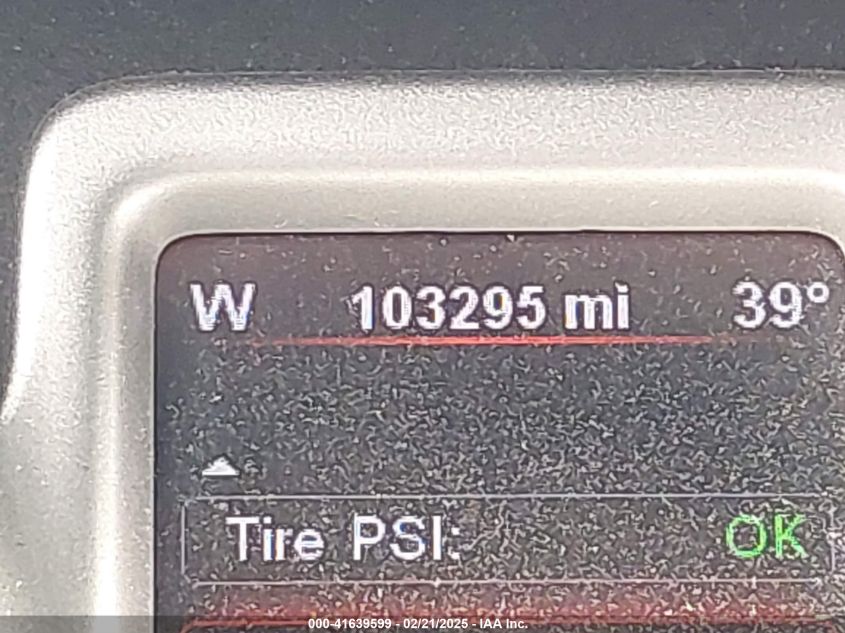 W 103295 mi 39°
Tire PSI: OK
000-41639599 - 02/21/2025 - IAA Inc.